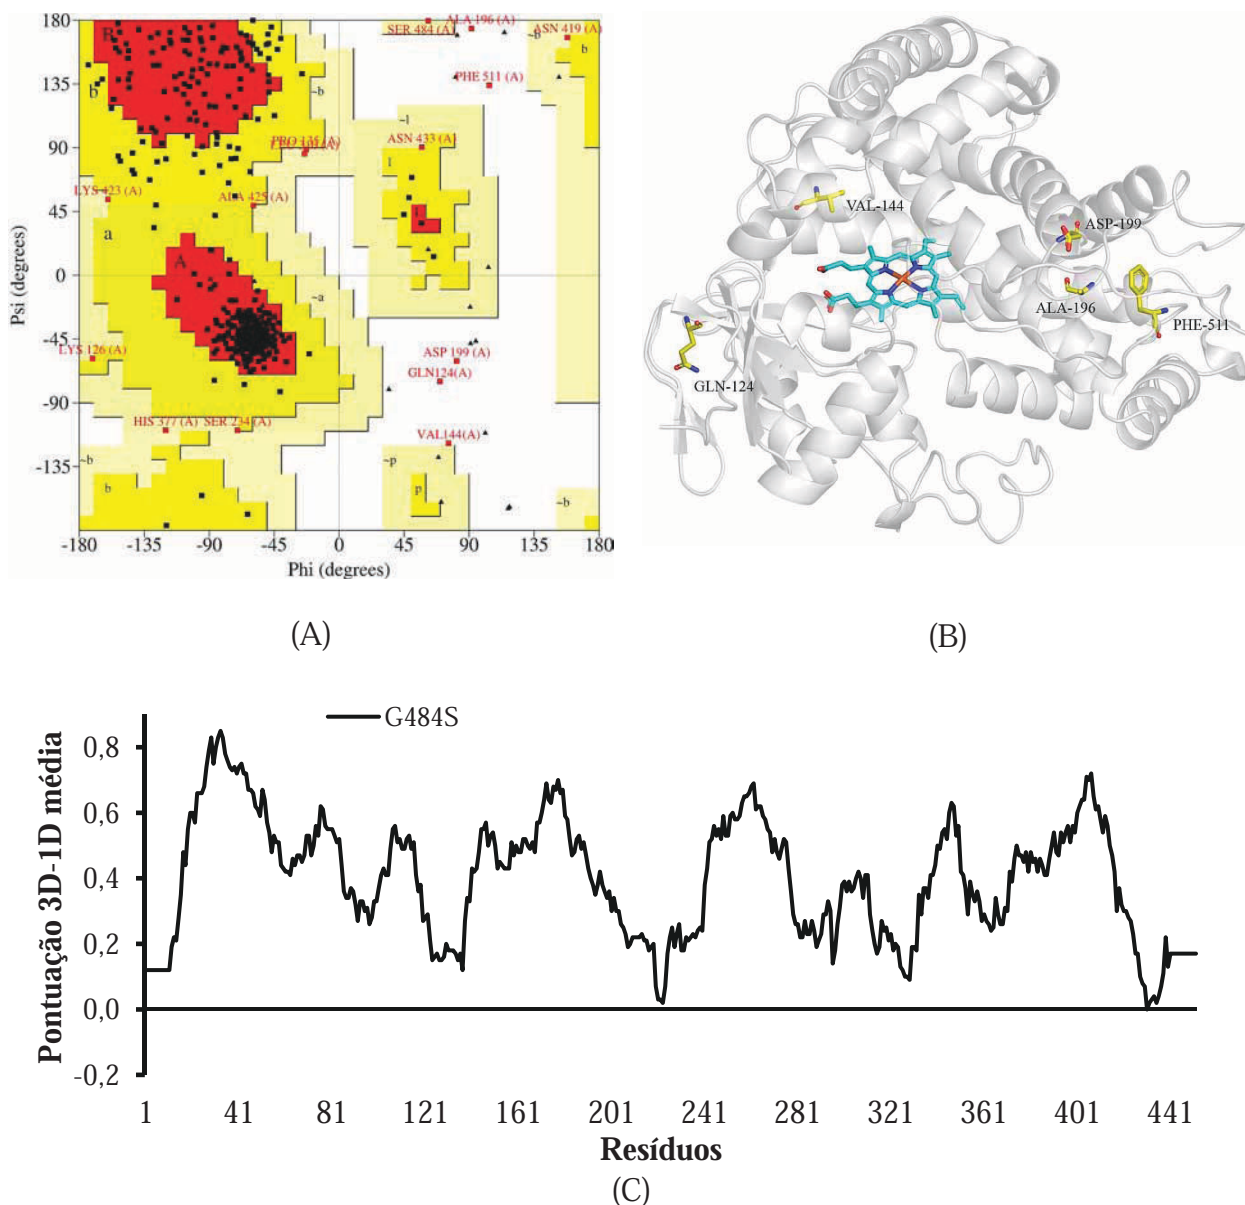 180
135
90
45
0
-45
-90
-135
Psi (degrees)
-180
-135
-90
-45
0
45
90
135
180
Phi (degrees)
B
b
~b
A
a
~a
~l
l
~p
p
~b
b
~b
b
~b
SER 484 (A)
ALA 196 (A)
ASN 419 (A)
PHE 511 (A)
PRO 135 (A)
ASN 433 (A)
LYS 423 (A)
ALA 425 (A)
LYS 126 (A)
ASP 199 (A)
GLN124(A)
HIS 377 (A)
SER 234 (A)
VAL144(A)
(A)
VAL-144
ASP-199
ALA-196
PHE-511
GLN-124
(B)
G484S
Pontuação 3D-1D média
0,8
0,6
0,4
0,2
0,0
-0,2
1
41
81
121
161
201
241
281
321
361
401
441
Resíduos
(C)